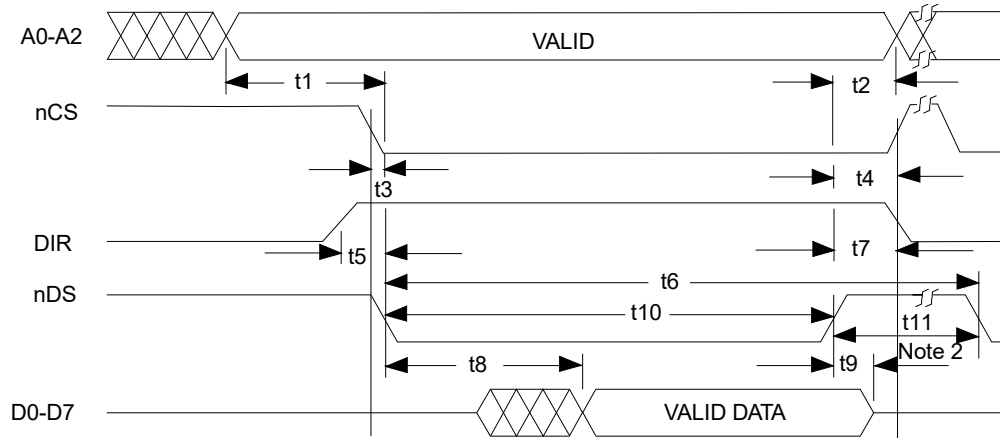 A0-A2
VALID
t1
t2
nCS
t3
t4
DIR
t5
t7
t6
nDS
t10
t11
t8
t9
Note 2
D0-D7
VALID DATA